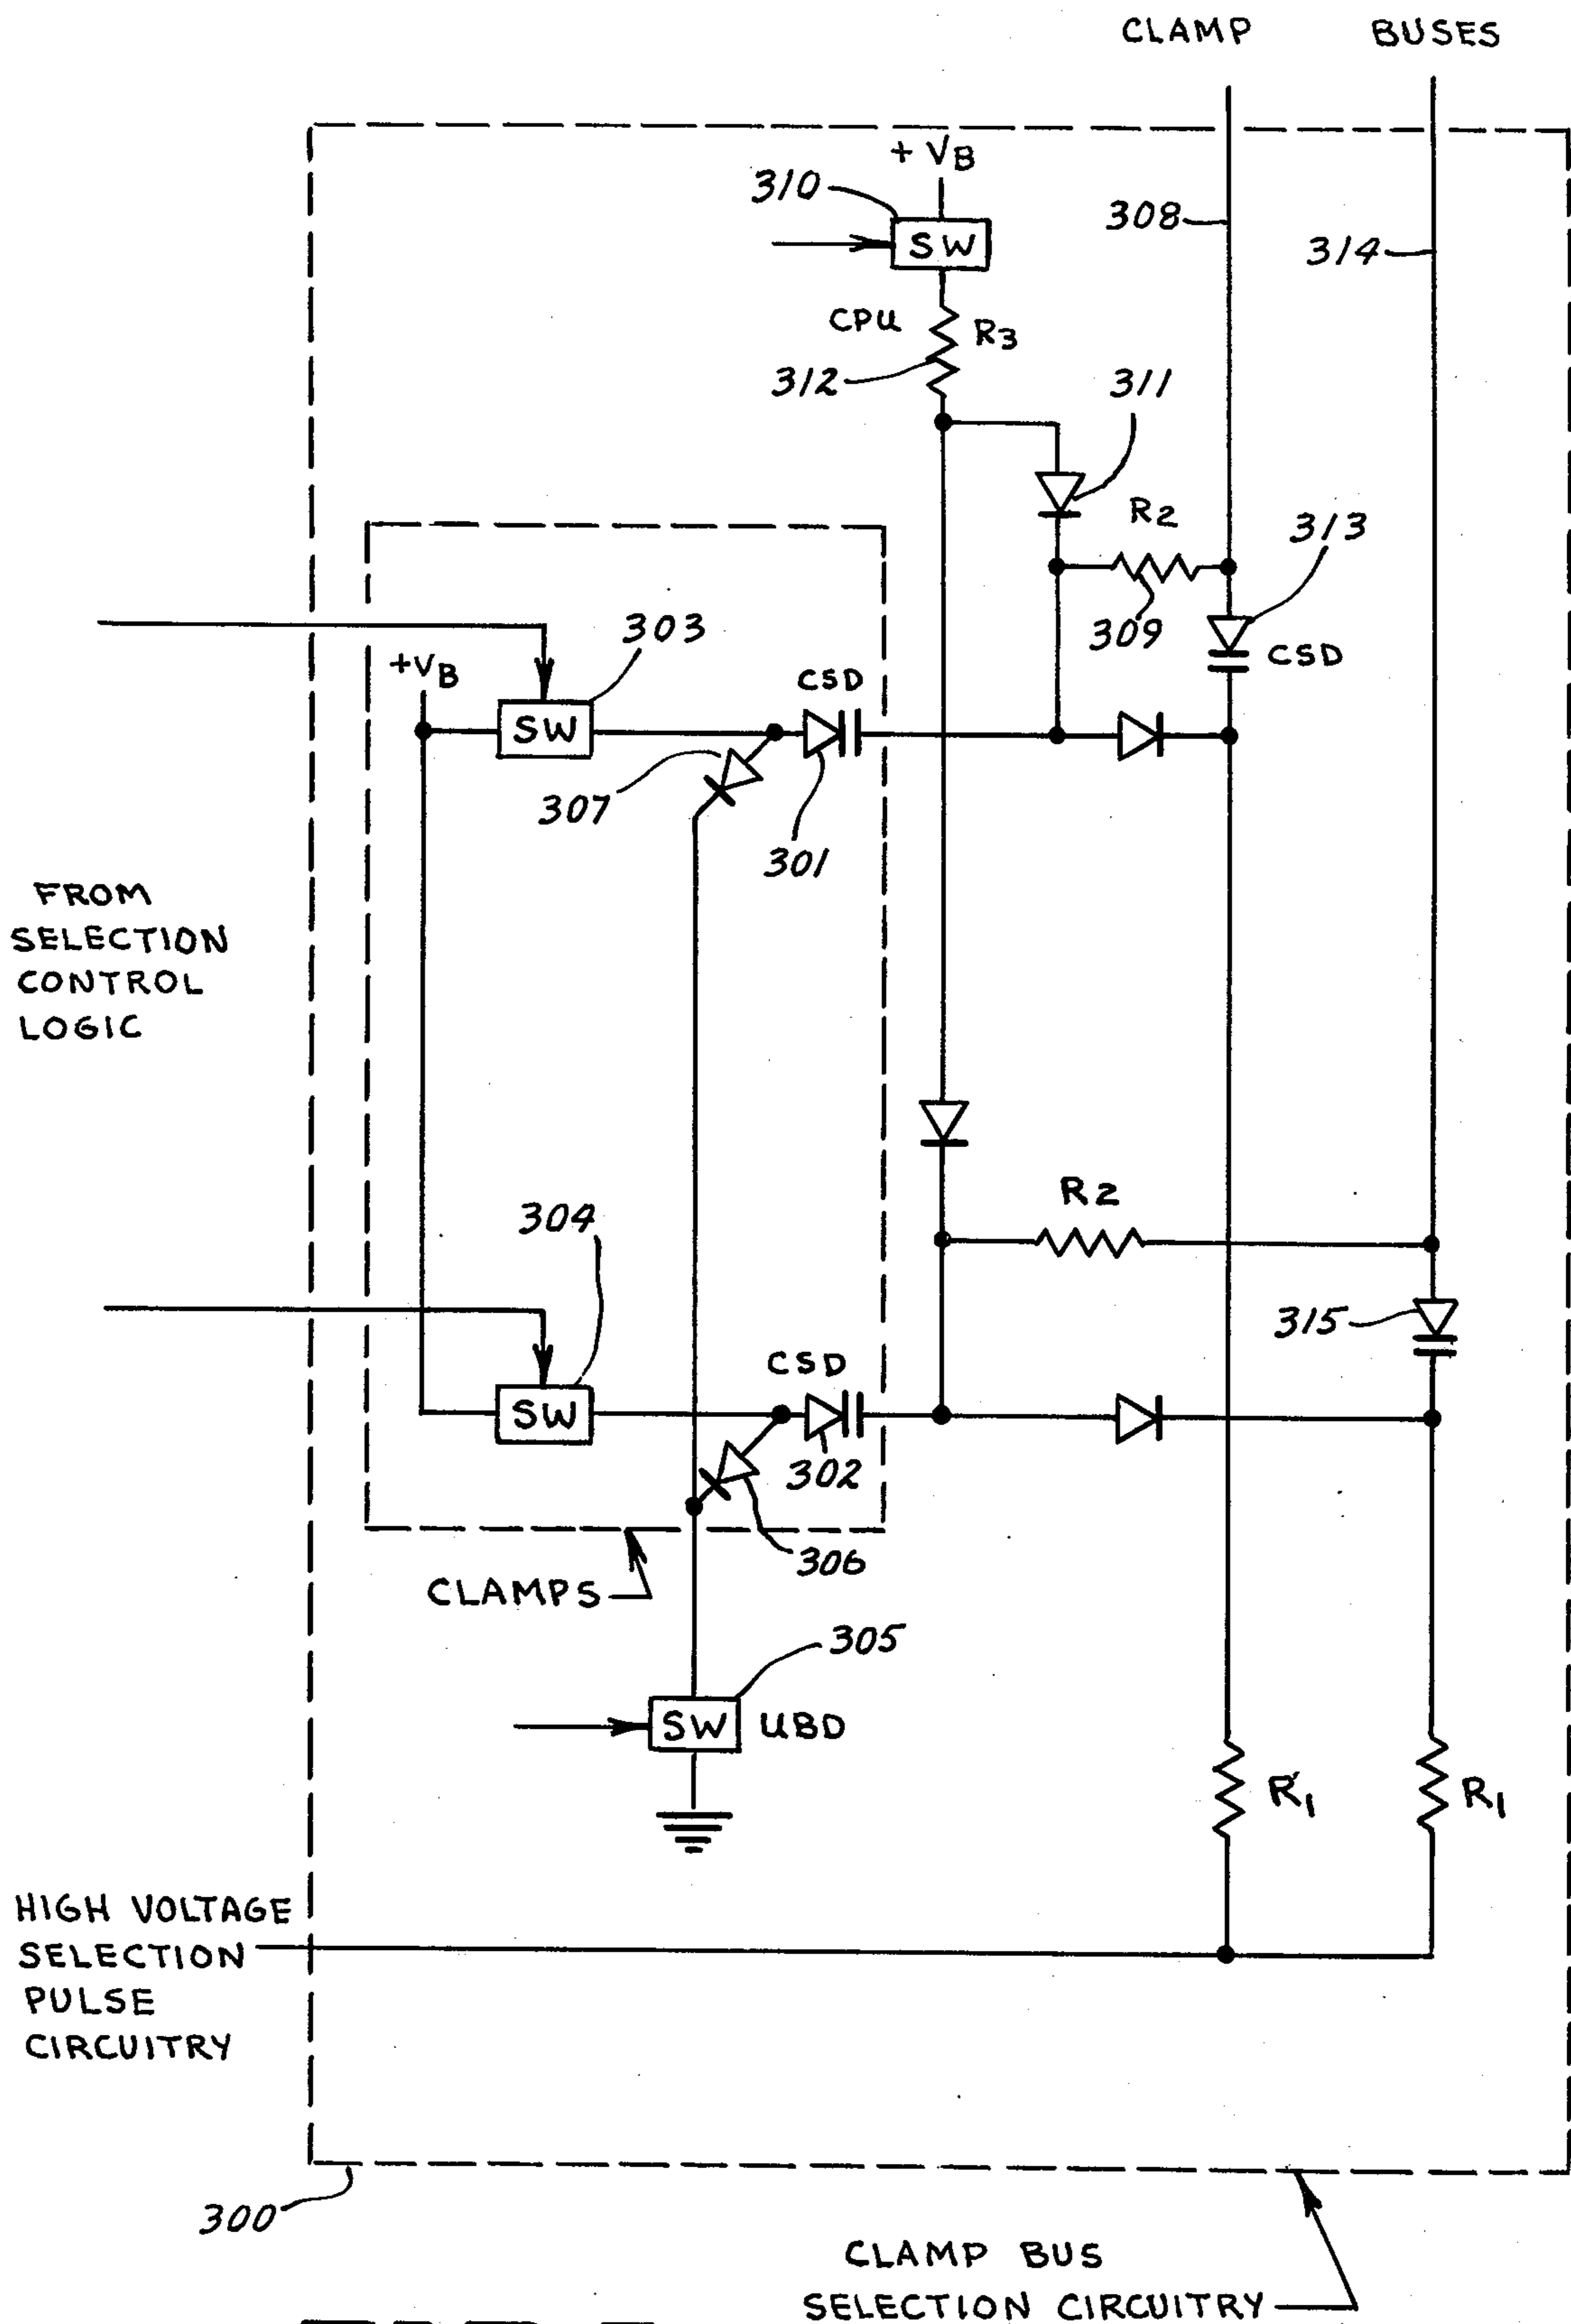 CLAMP BUSES
+VB
310
SW
308
314
CPU R3
312
311
R2
313
309
CSD
303
+VB
SW
CSD
307
301
FROM
SELECTION
CONTROL
LOGIC
R2
304
315
CSD
SW
302
306
CLAMPS
305
SW UBD
R'1
R1
HIGH VOLTAGE
SELECTION
PULSE
CIRCUITRY
300
CLAMP BUS
SELECTION CIRCUITRY